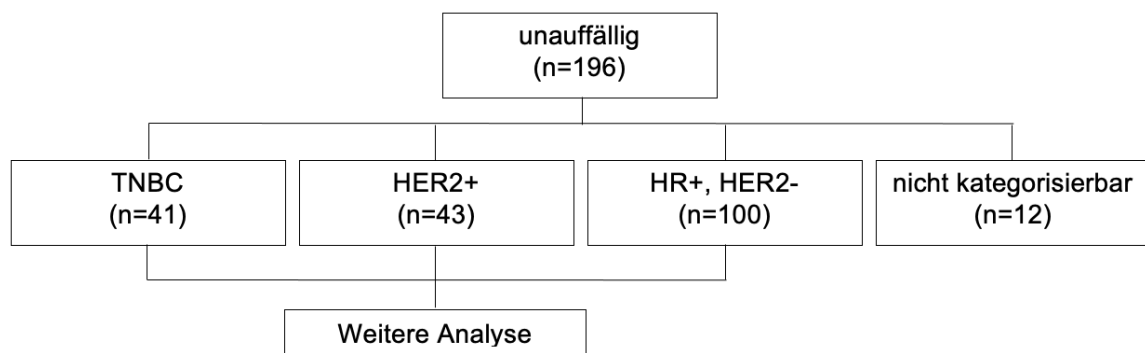 unauffällig
(n=196)
TNBC
(n=41)
HER2+
(n=43)
HR+, HER2-
(n=100)
nicht kategorisierbar
(n=12)
Weitere Analyse